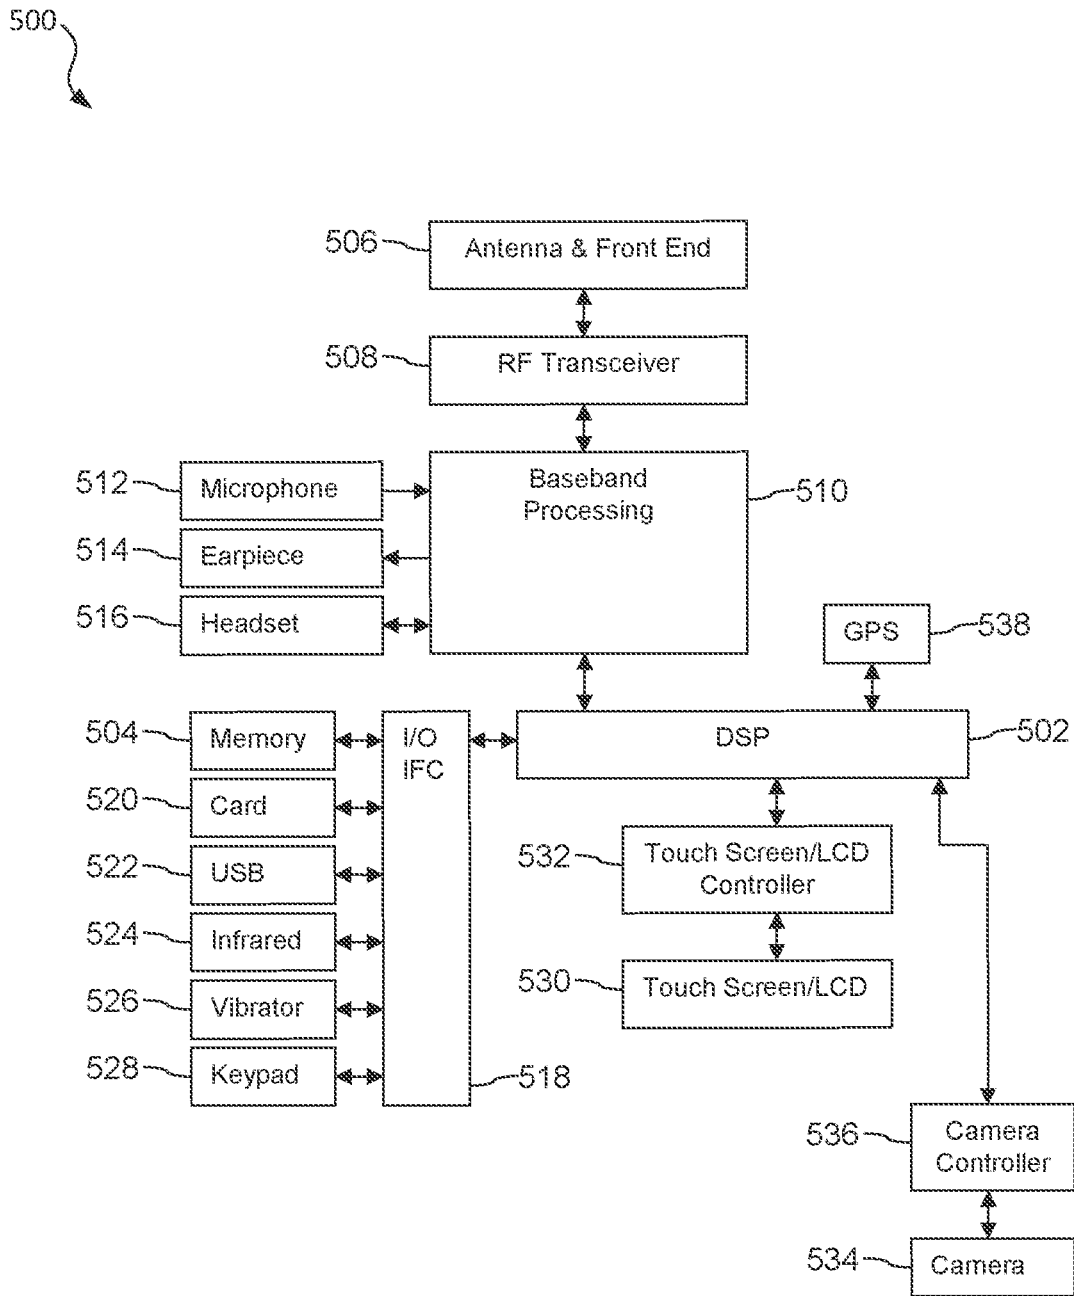 500
506
Antenna & Front End
508
RF Transceiver
Baseband
Processing
510
512
Microphone
514
Earpiece
516
Headset
GPS
538
504
Memory
I/O
IFC
DSP
502
520
Card
522
USB
532
Touch Screen/LCD
Controller
524
Infrared
526
Vibrator
530
Touch Screen/LCD
528
Keypad
518
536
Camera
Controller
534
Camera